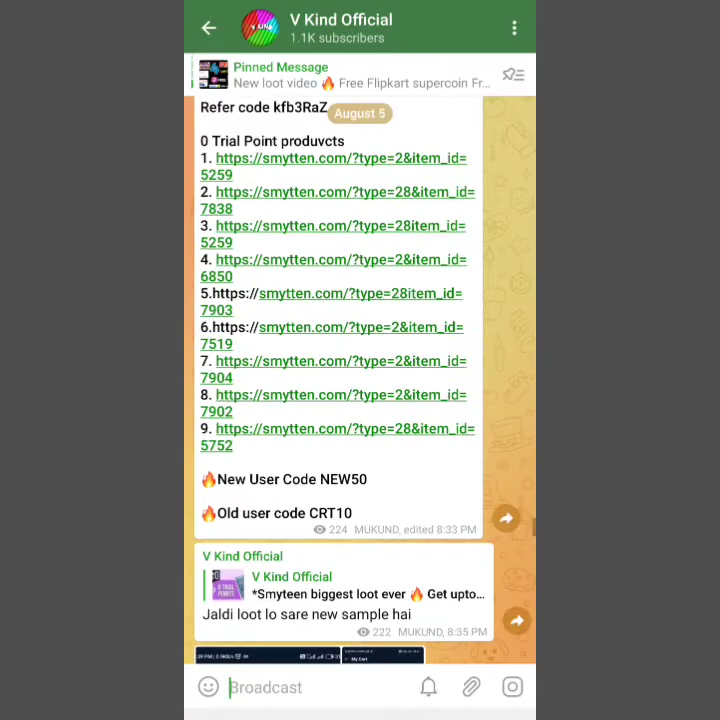 V Kind Official
1.1K subscribers
Pinned Message
New loot video 🔥 Free Flipkart supercoin Fr...
Refer code kfb3RaZ
August 5
0 Trial Point produvcts
1. https://smytten.com/?type=2&item_id=
5259
2. https://smytten.com/?type=28&item_id=
7838
3. https://smytten.com/?type=28item_id=
5259
4. https://smytten.com/?type=2&item_id=
6850
5.https://smytten.com/?type=28item_id=
7903
6.https://smytten.com/?type=2&item_id=
7519
7. https://smytten.com/?type=2&item_id=
7904
8. https://smytten.com/?type=2&item_id=
7902
9. https://smytten.com/?type=28&item_id=
5752
🔥New User Code NEW50
🔥Old user code CRT10
224 MUKUND, edited 8:33 PM
V Kind Official
V Kind Official
*Smyteen biggest loot ever 🔥 Get upto...
Jaldi loot lo sare new sample hai
222 MUKUND, 8:35 PM
My Cart
Broadcast